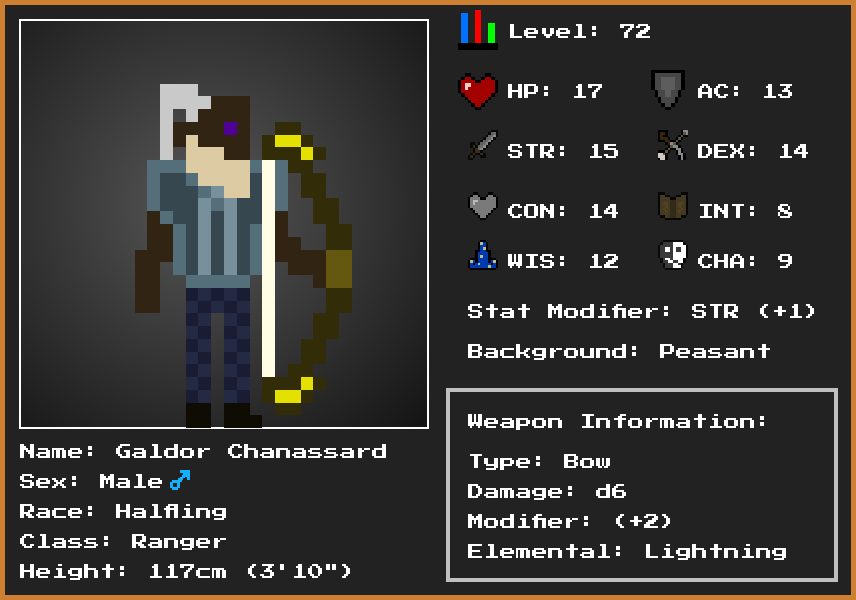 Level: 72
HP: 17
AC: 13
STR: 15
DEX: 14
CON: 14
INT: 8
WIS: 12
CHA: 9
Stat Modifier: STR (+1)
Background: Peasant
Weapon Information:
Type: Bow
Damage: d6
Modifier: (+2)
Elemental: Lightning
Name: Galdor Chanassard
Sex: Male ♂
Race: Halfling
Class: Ranger
Height: 117cm (3'10")